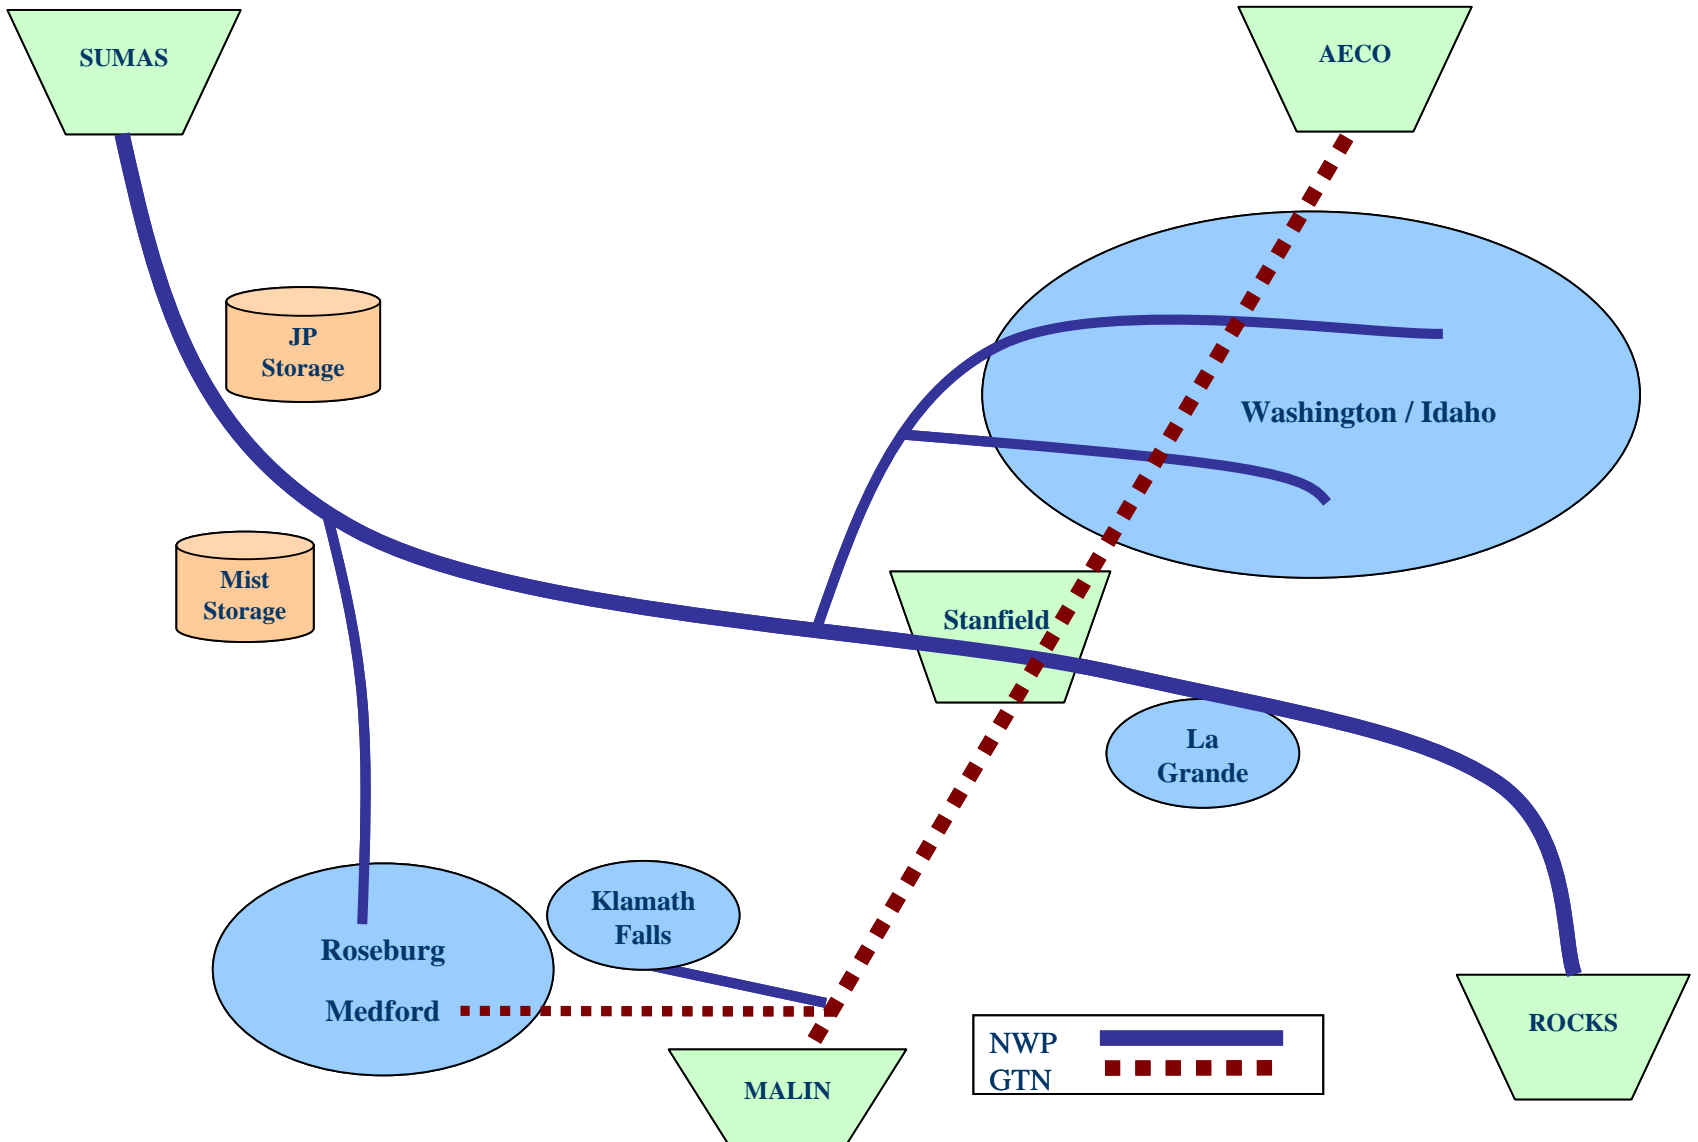 SUMAS
AECO
JP
Storage
Washington / Idaho
Mist
Storage
Stanfield
La
Grande
Klamath
Falls
Roseburg
Medford
MALIN
NWP
GTN
ROCKS